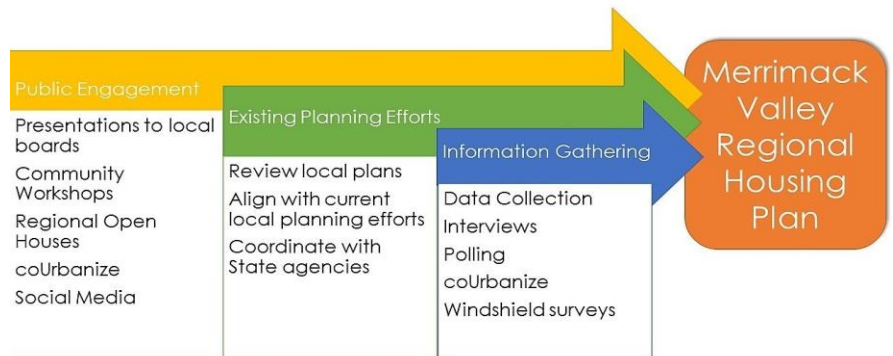 Public Engagement
Presentations to local
boards
Community
Workshops
Regional Open
Houses
coUrbanize
Social Media
Existing Planning Efforts
Review local plans
Align with current
local planning efforts
Coordinate with
State agencies
Information Gathering
Data Collection
Interviews
Polling
coUrbanize
Windshield surveys
Merrimack
Valley
Regional
Housing
Plan